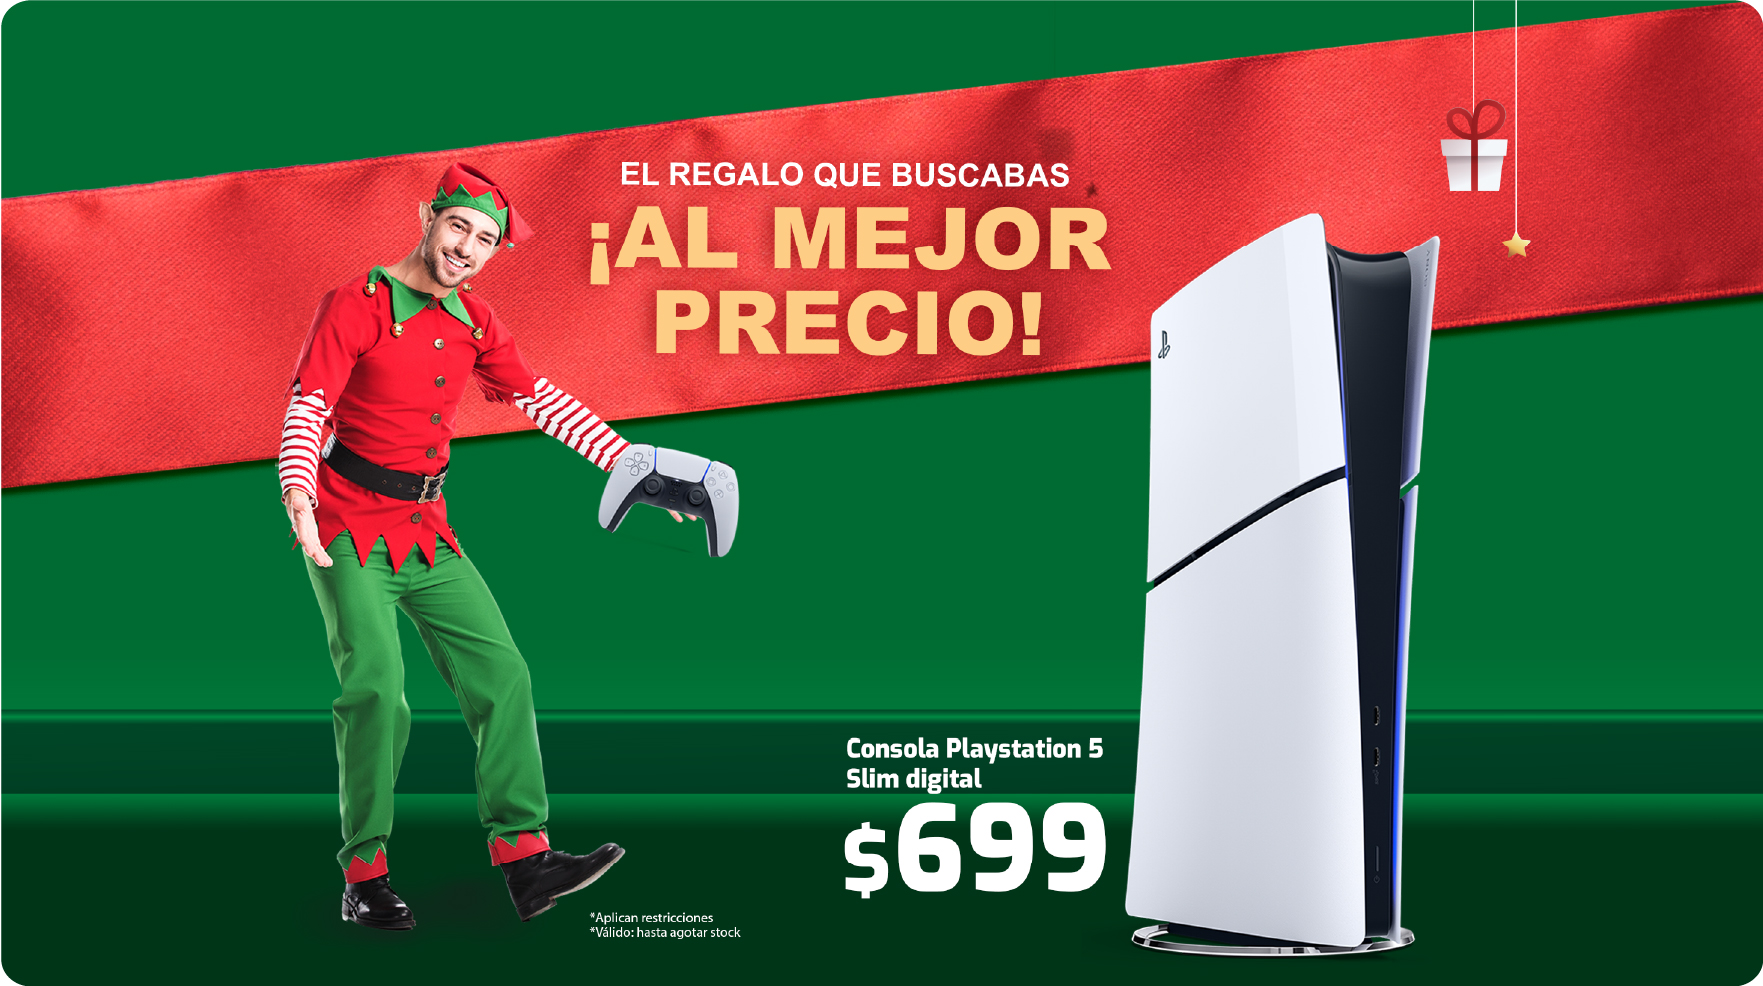 EL REGALO QUE BUSCABAS
¡AL MEJOR
PRECIO!
Consola Playstation 5
Slim digital
$699
*Aplican restricciones
*Válido: hasta agotar stock